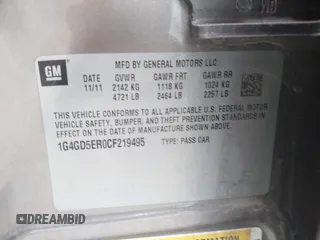 GM
MFD BY GENERAL MOTORS LLC
DATE GVWR GAWR FRT GAWR RR
11/11 2142 KG 1118 KG 1024 KG
4721 LB 2464 LB 2257 LB
THIS VEHICLE CONFORMS TO ALL APPLICABLE U.S. FEDERAL MOTOR
VEHICLE SAFETY, BUMPER, AND THEFT PREVENTION STANDARDS IN
EFFECT ON THE DATE OF MANUFACTURE SHOWN ABOVE.
1G4GD5ER0CF219495 TYPE: PASS CAR
DREAMBID